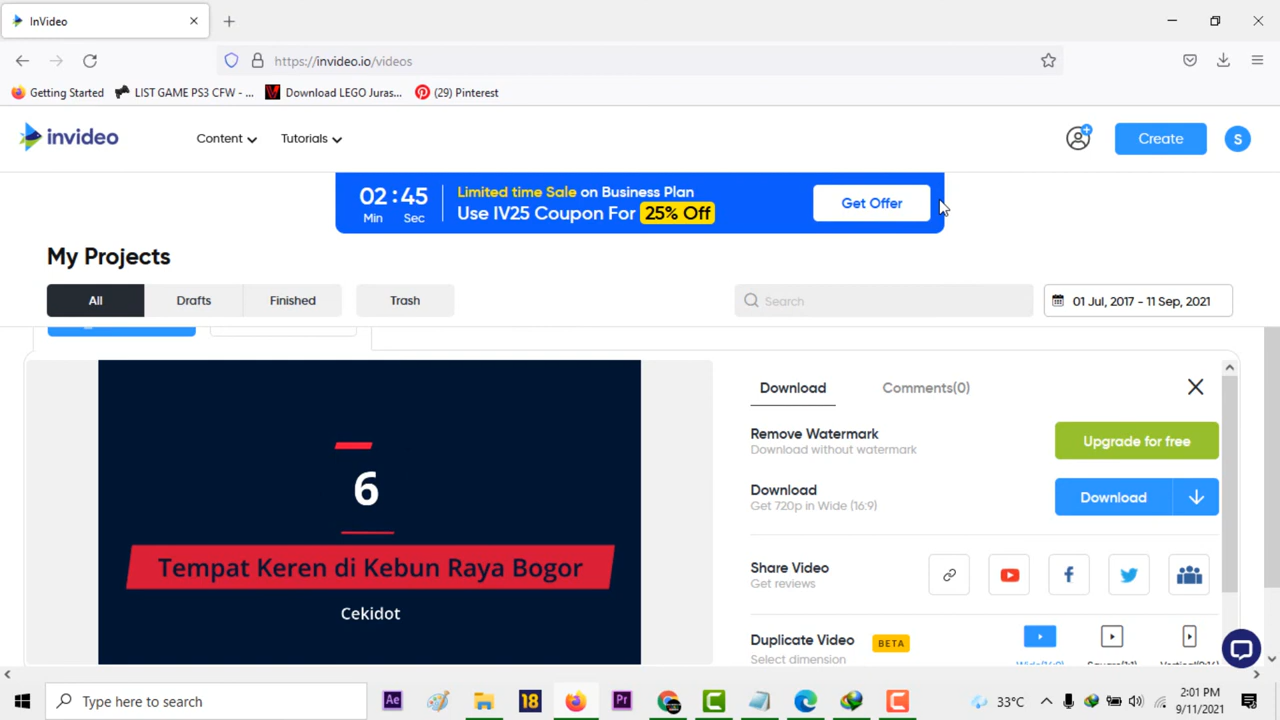 InVideo
https://invideo.io/videos
Getting Started
LIST GAME PS3 CFW - ...
Download LEGO Juras...
(29) Pinterest
invideo
Content
Tutorials
Create
S
02 : 45
Min Sec
Limited time Sale on Business Plan
Use IV25 Coupon For 25% Off
Get Offer
My Projects
All
Drafts
Finished
Trash
Search
01 Jul, 2017 - 11 Sep, 2021
6
Tempat Keren di Kebun Raya Bogor
Cekidot
Download
Comments(0)
Remove Watermark
Download without watermark
Upgrade for free
Download
Get 720p in Wide (16:9)
Download
Share Video
Get reviews
Duplicate Video
BETA
Select dimension
Type here to search
Ae
18
Pr
33°C
2:01 PM
9/11/2021